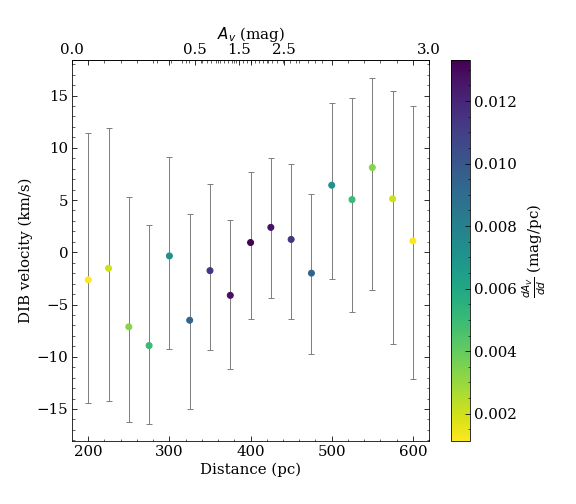 A_v (mag)
0.0 0.5 1.5 2.5 3.0
15
10
5
0
−5
−10
−15
DIB velocity (km/s)
200 300 400 500 600
Distance (pc)
0.012
0.010
0.008
0.006
0.004
0.002
dA_v/dd (mag/pc)